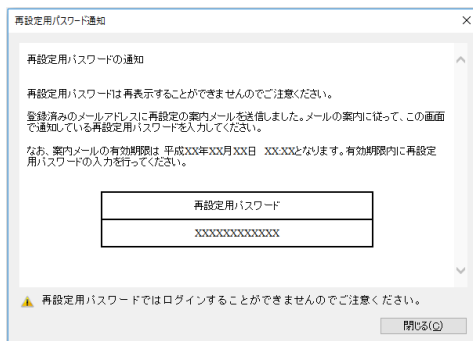 再設定用パスワード通知
再設定用パスワードの通知
再設定用パスワードは再表示することができませんのでご注意ください。
登録済みのメールアドレスに再設定の案内メールを送信しました。メールの案内に従って、この画面
で通知している再設定用パスワードを入力してください。
なお、案内メールの有効期限は 平成XX年XX月XX日 XX:XXとなります。有効期限内に再設定
用パスワードの入力を行ってください。
再設定用パスワード
XXXXXXXXXXXX
再設定用パスワードではログインすることができませんのでご注意ください。
閉じる(C)